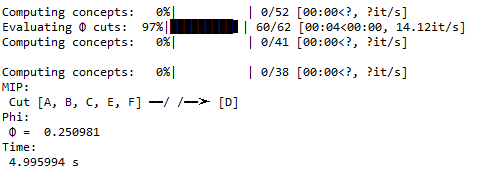 Computing concepts:   0%|          | 0/52 [00:00<?, ?it/s]
Evaluating Φ cuts:  97%|█████████▋| 60/62 [00:04<00:00, 14.12it/s]
Computing concepts:   0%|          | 0/41 [00:00<?, ?it/s]
Computing concepts:   0%|          | 0/38 [00:00<?, ?it/s]
MIP:
Cut [A, B, C, E, F] ━━/ /━━➤ [D]
Phi:
Φ =  0.250981
Time:
4.995994 s